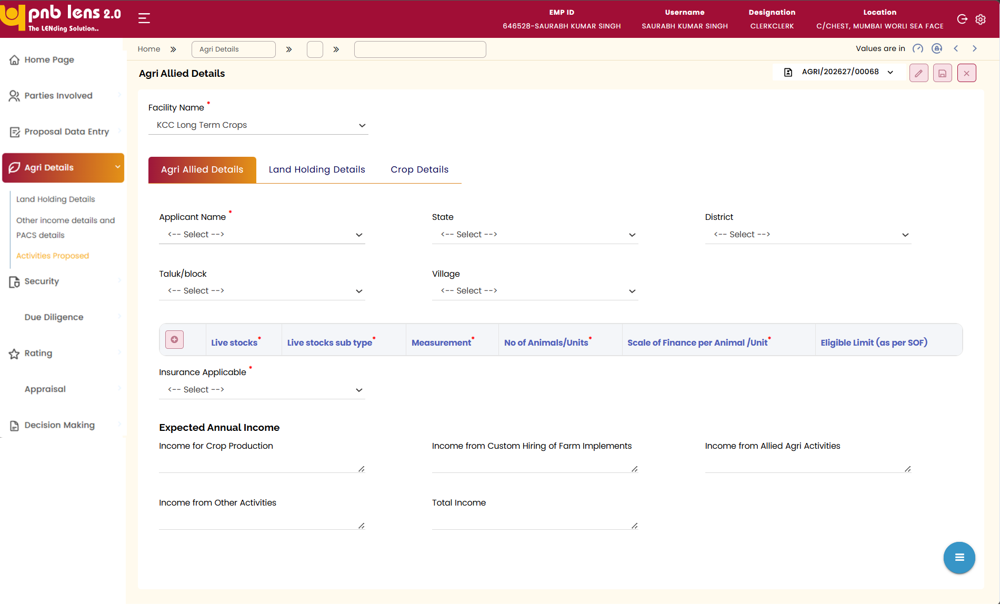 pnb lens 2.0
The LENding Solution..
EMP ID
646528-SAURABH KUMAR SINGH
Username
SAURABH KUMAR SINGH
Designation
CLERKCLERK
Location
C/CHEST, MUMBAI WORLI SEA FACE
Home Page
Parties Involved
Proposal Data Entry
Agri Details
Land Holding Details
Other income details and
PACS details
Activities Proposed
Security
Due Diligence
Rating
Appraisal
Decision Making
Home » Agri Details » »
Values are in
Agri Allied Details
AGRI/202627/00068
Facility Name *
KCC Long Term Crops
Agri Allied Details Land Holding Details Crop Details
Applicant Name * State District
<-- Select --> <-- Select --> <-- Select -->
Taluk/block Village
<-- Select --> <-- Select -->
Live stocks* Live stocks sub type* Measurement* No of Animals/Units* Scale of Finance per Animal /Unit* Eligible Limit (as per SOF)
Insurance Applicable *
<-- Select -->
Expected Annual Income
Income for Crop Production Income from Custom Hiring of Farm Implements Income from Allied Agri Activities
Income from Other Activities Total Income